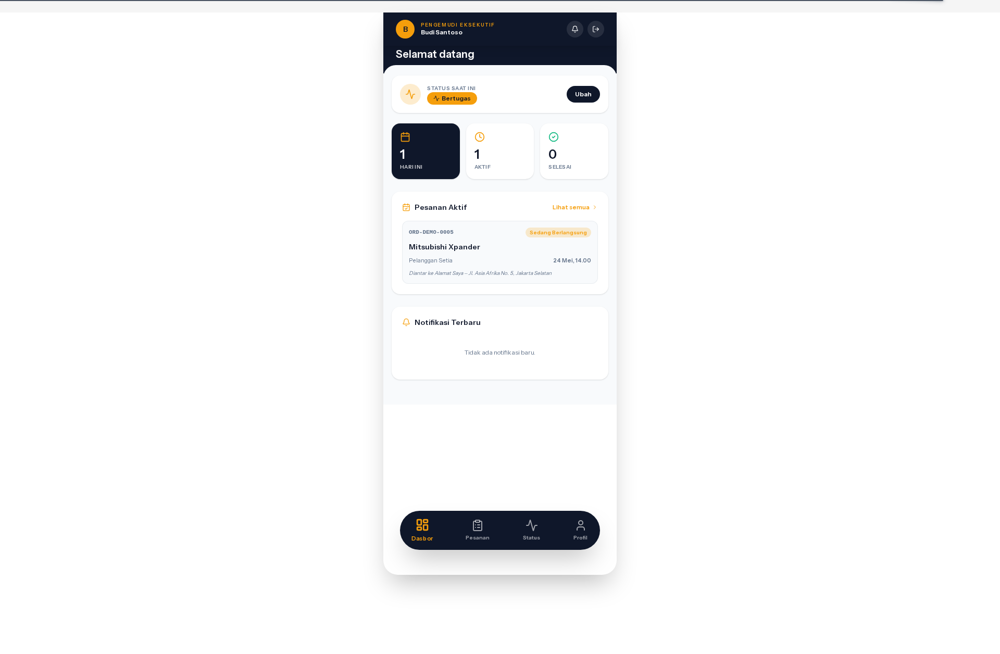 B
PENGEMUDI EKSEKUTIF
Budi Santoso
Selamat datang
STATUS SAAT INI
Bertugas
Ubah
1
HARI INI
1
AKTIF
0
SELESAI
Pesanan Aktif
Lihat semua
ORD-DEMO-0005
Sedang Berlangsung
Mitsubishi Xpander
Pelanggan Setia
24 Mei, 14.00
Diantar ke Alamat Saya – Jl. Asia Afrika No. 5, Jakarta Selatan
Notifikasi Terbaru
Tidak ada notifikasi baru.
Dasbor
Pesanan
Status
Profil